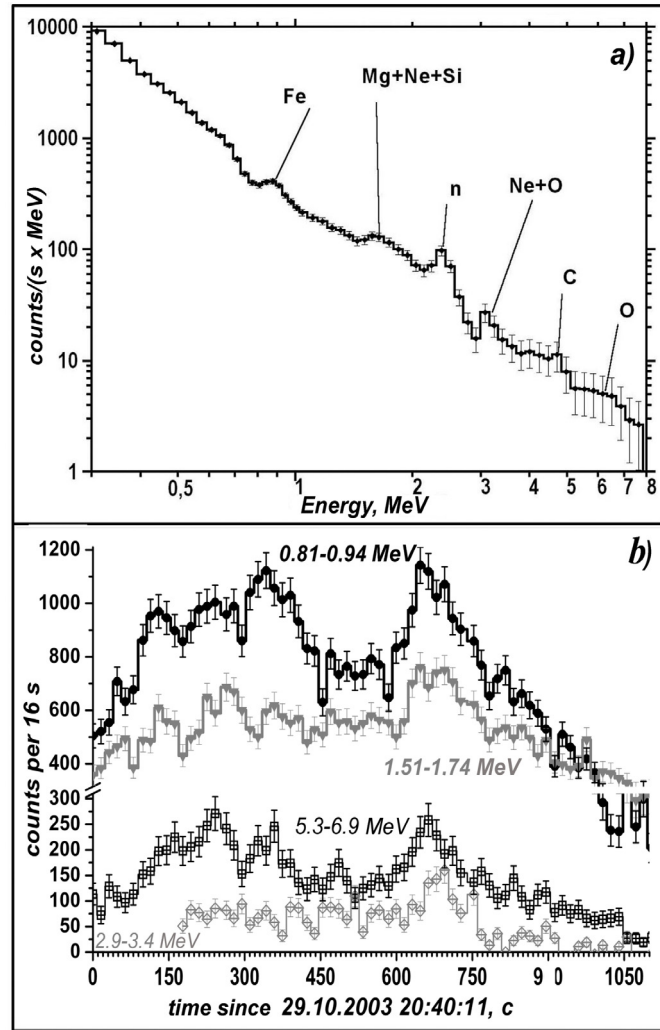 a)
10000
1000
100
10
1
counts/(s x MeV)
Fe
Mg+Ne+Si
n
Ne+O
C
O
0,5 1 2 3 4 5 6 7 8
Energy, MeV
b)
1200
1000
800
600
400
300
250
200
150
100
50
0
counts per 16 s
0.81-0.94 MeV
1.51-1.74 MeV
5.3-6.9 MeV
2.9-3.4 MeV
0 150 300 450 600 750 9 0 1050
time since 29.10.2003 20:40:11, c